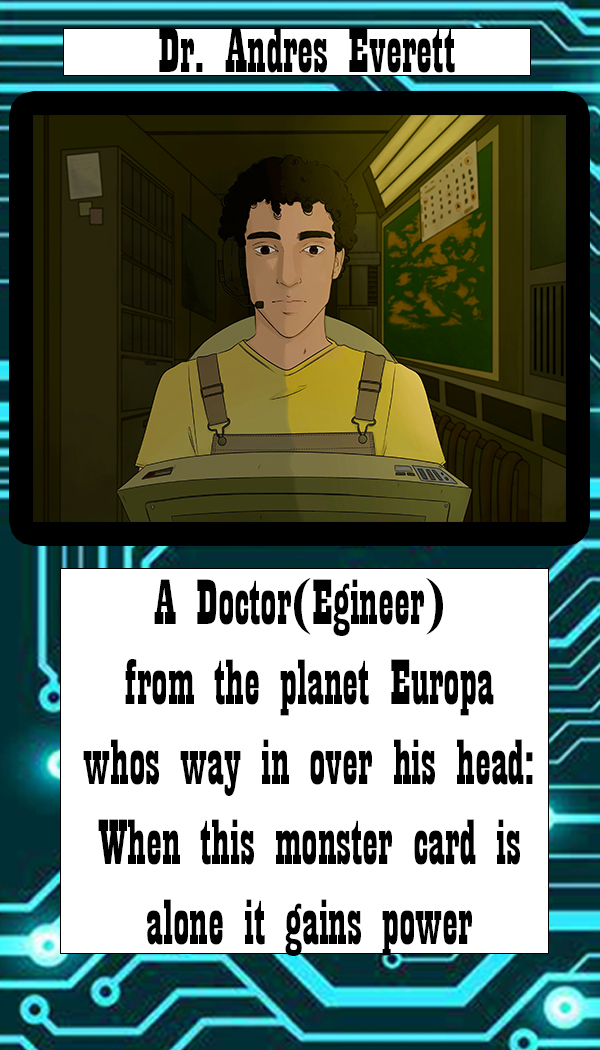 Dr. Andres Everett
A Doctor(Egineer)
from the planet Europa
whos way in over his head:
When this monster card is
alone it gains power